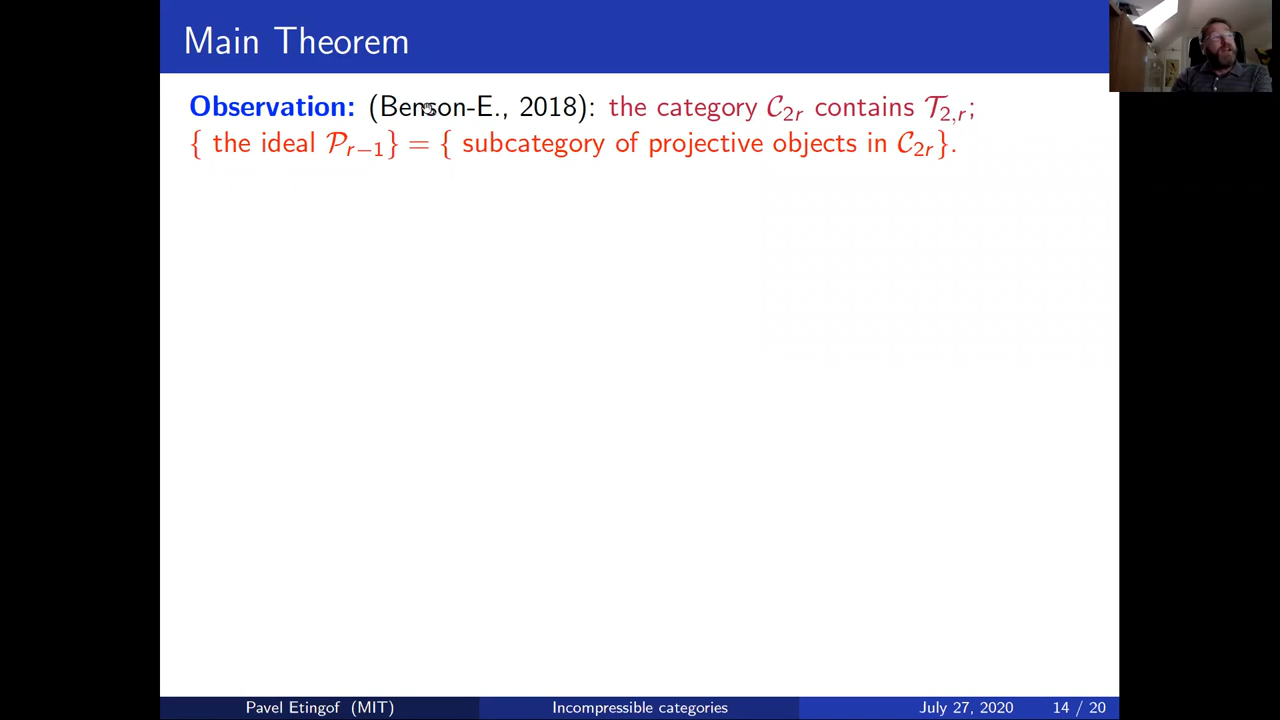 Main Theorem
Observation: (Benson-E., 2018): the category 𝒞₂ᵣ contains 𝒯₂,ᵣ;
{ the ideal 𝒫ᵣ₋₁} = { subcategory of projective objects in 𝒞₂ᵣ}.
Pavel Etingof (MIT) Incompressible categories July 27, 2020 14 / 20